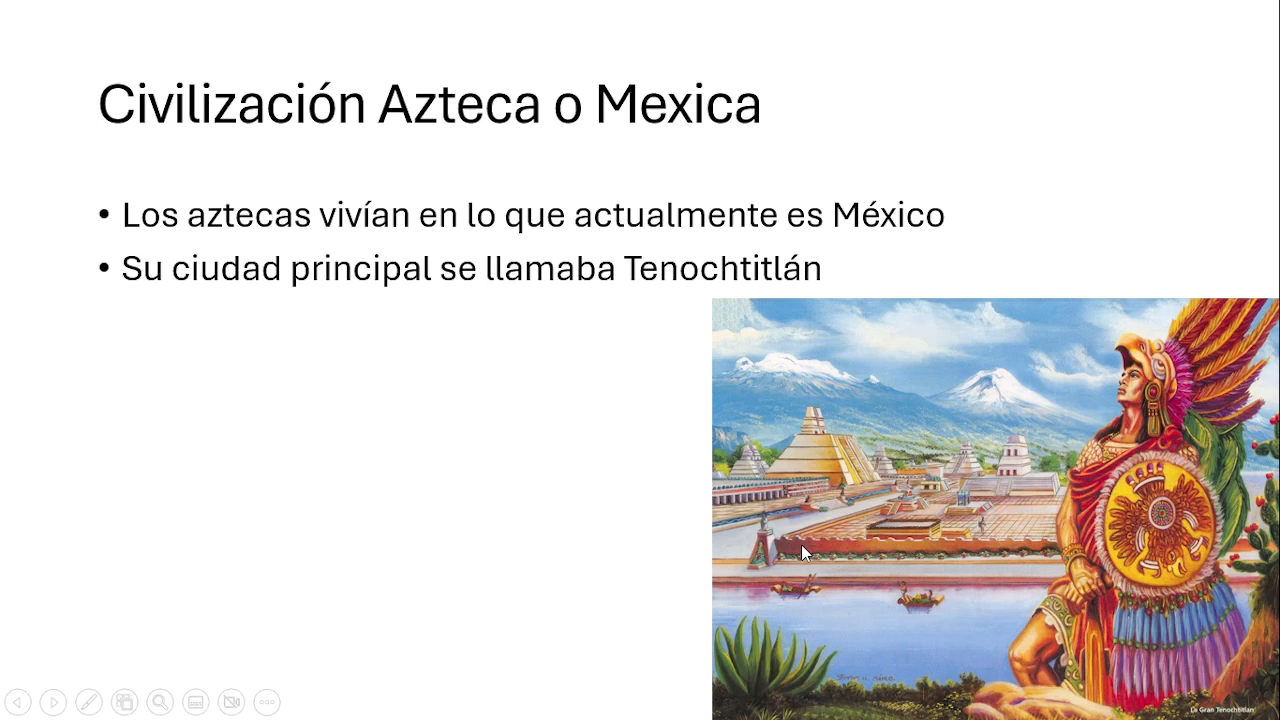 Civilización Azteca o Mexica
• Los aztecas vivían en lo que actualmente es México
• Su ciudad principal se llamaba Tenochtitlán
La Gran Tenochtitlan